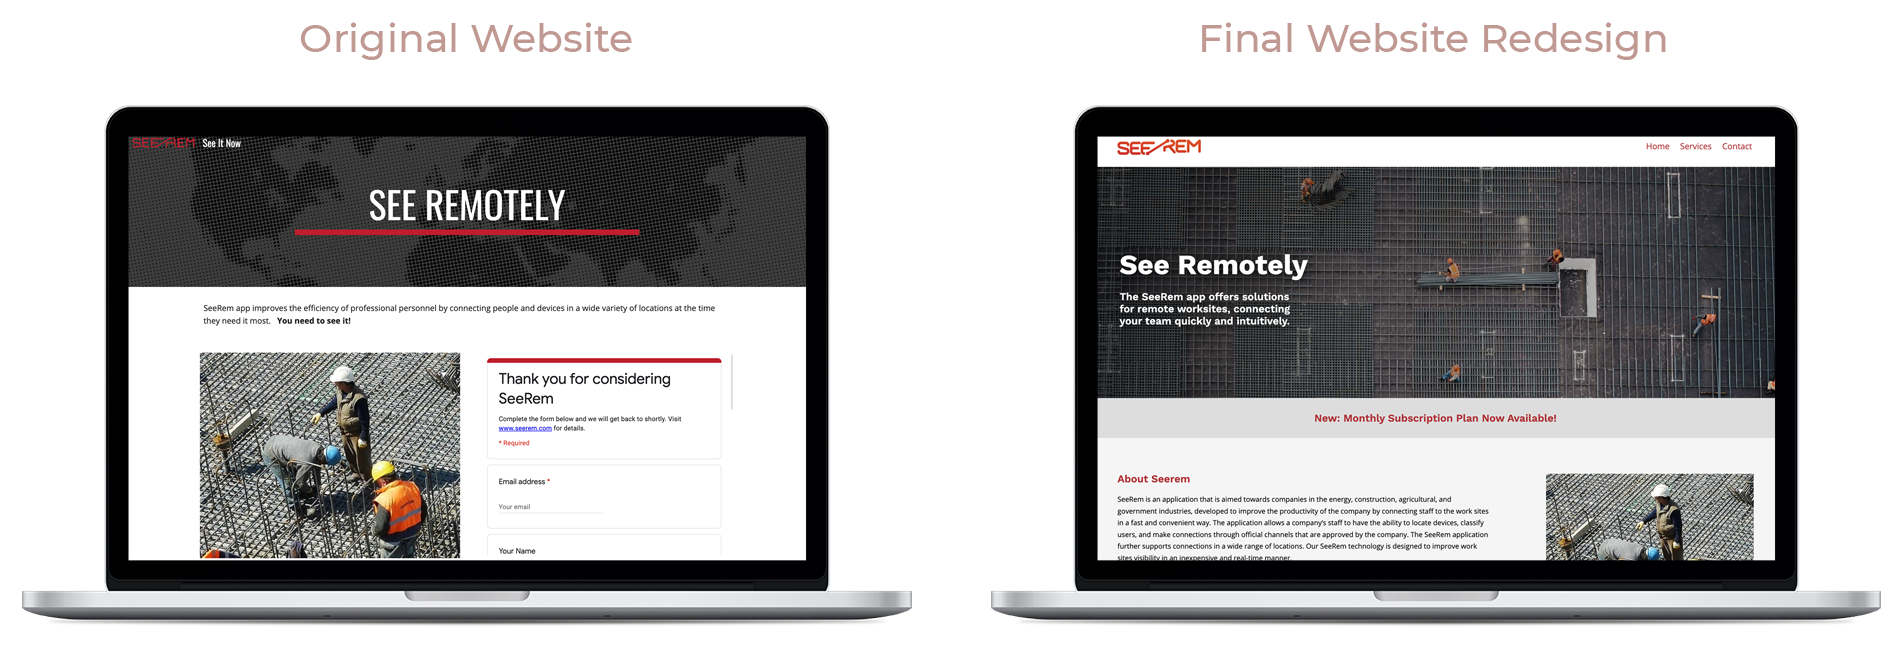 Original Website
SEEREM See It Now
SEE REMOTELY
SeeRem app improves the efficiency of professional personnel by connecting people and devices in a wide variety of locations at the time
they need it most. You need to see it!
Thank you for considering
SeeRem
Complete the form below and we will get back to shortly. Visit
www.seerem.com for details.
* Required
Email address *
Your email
Your Name
Final Website Redesign
SEEREM
Home Services Contact
See Remotely
The SeeRem app offers solutions
for remote worksites, connecting
your team quickly and intuitively.
New: Monthly Subscription Plan Now Available!
About Seerem
SeeRem is an application that is aimed towards companies in the energy, construction, agricultural, and
government industries, developed to improve the productivity of the company by connecting staff to the work sites
in a fast and convenient way. The application allows a company's staff to have the ability to locate devices, classify
users, and make connections through official channels that are approved by the company. The SeeRem application
further supports connections in a wide range of locations. Our SeeRem technology is designed to improve work
sites visibility in an inexpensive and real-time manner.